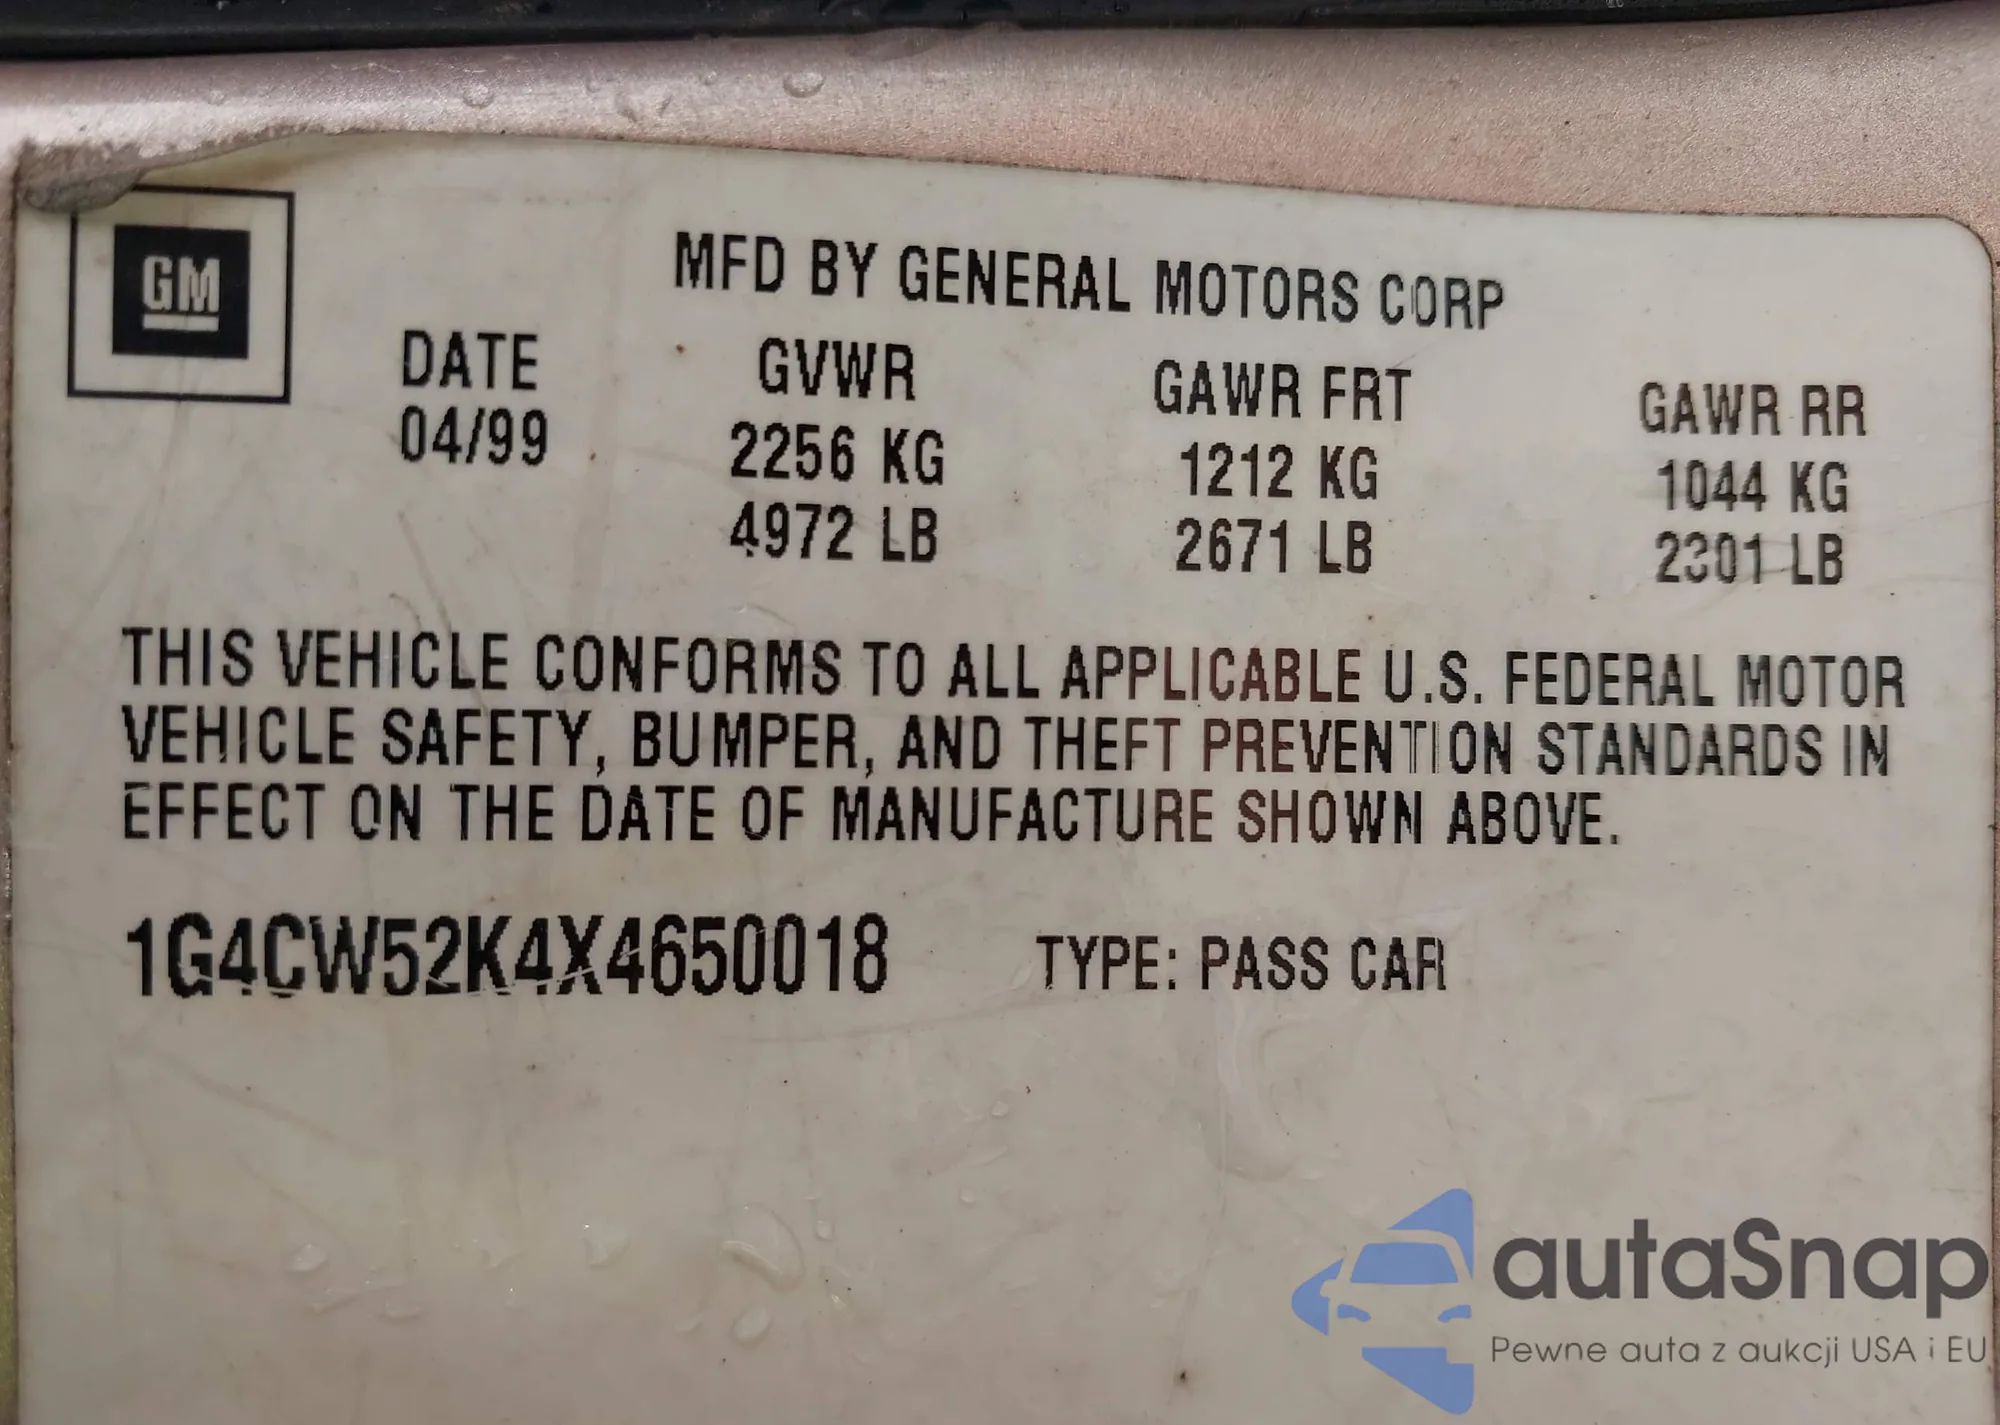 GM
MFD BY GENERAL MOTORS CORP
DATE GVWR GAWR FRT GAWR RR
04/99 2256 KG 1212 KG 1044 KG
4972 LB 2671 LB 2301 LB
THIS VEHICLE CONFORMS TO ALL APPLICABLE U.S. FEDERAL MOTOR
VEHICLE SAFETY, BUMPER, AND THEFT PREVENTION STANDARDS IN
EFFECT ON THE DATE OF MANUFACTURE SHOWN ABOVE.
1G4CW52K4X4650018 TYPE: PASS CAR
autaSnap
Pewne auta z aukcji USA i EU